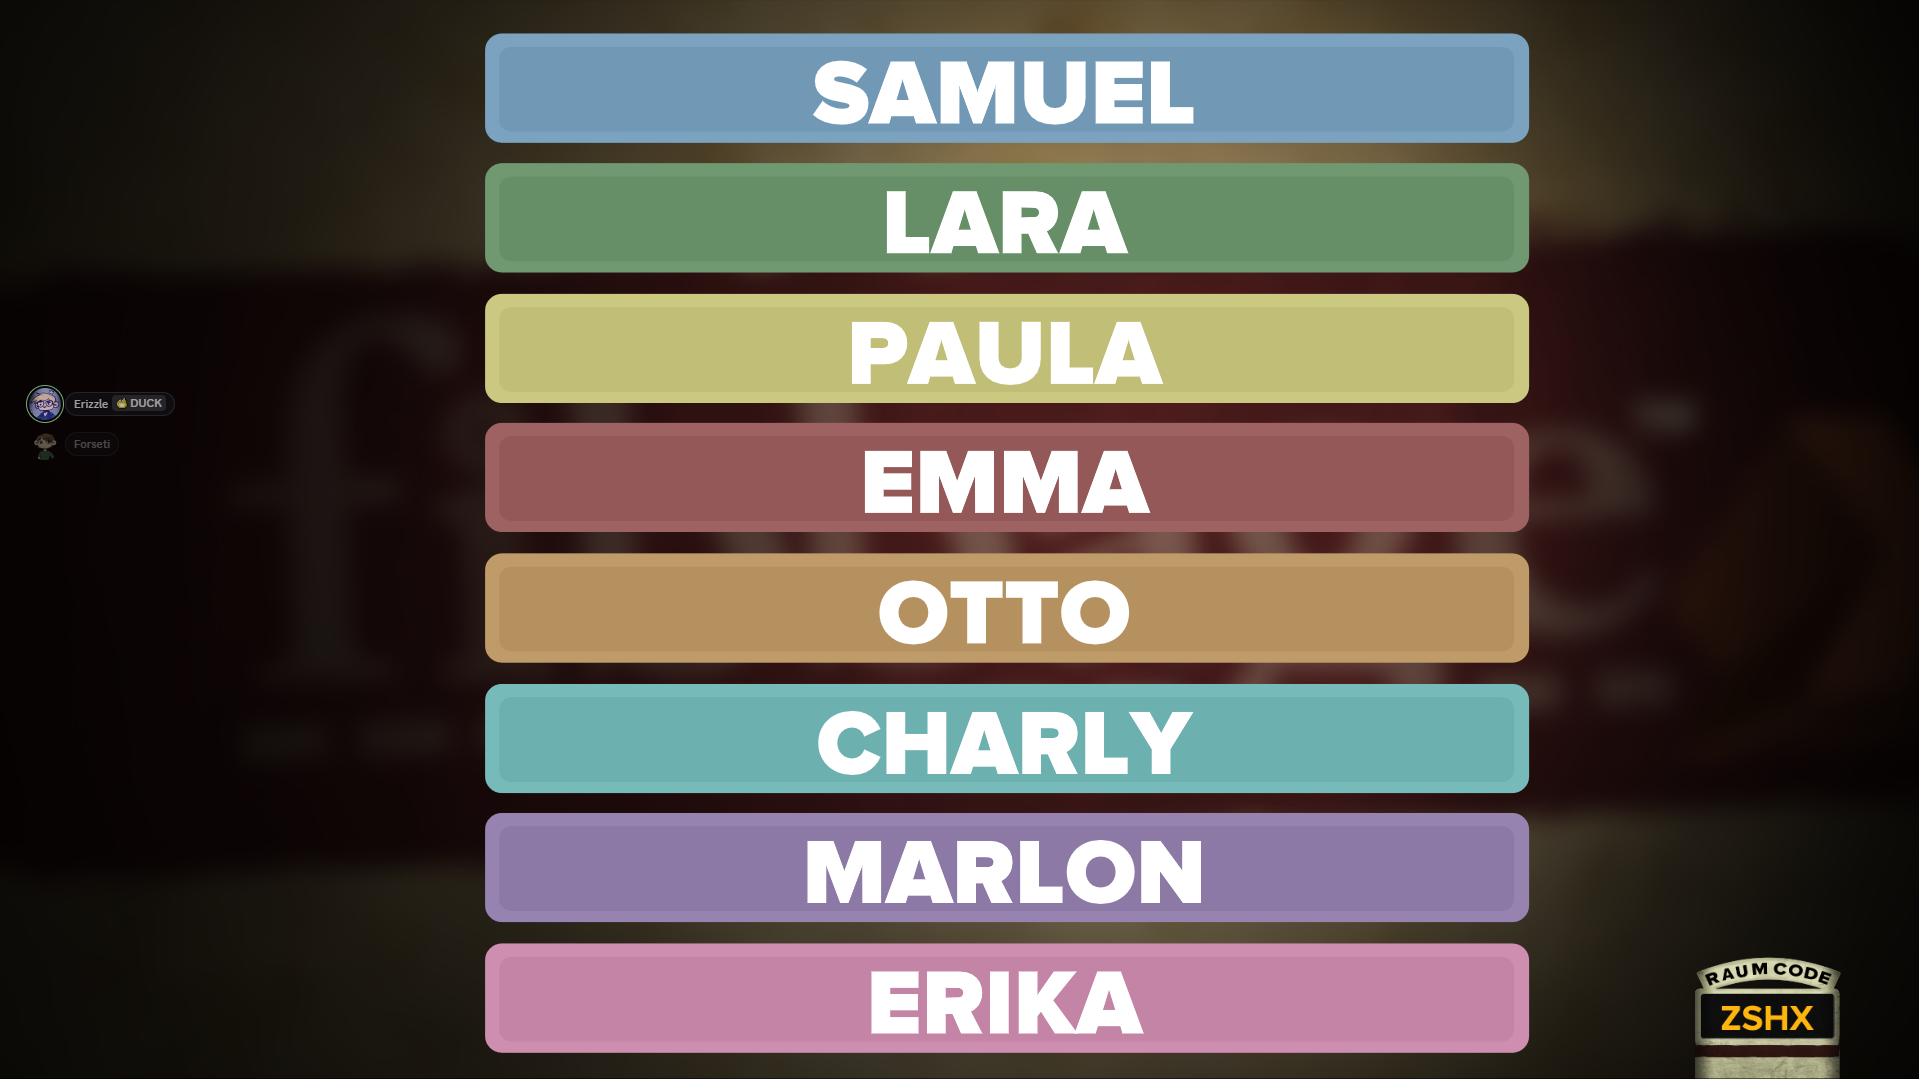 SAMUEL
LARA
PAULA
EMMA
Erizzle DUCK
Forseti
OTTO
CHARLY
MARLON
ERIKA
RAUM CODE
ZSHX